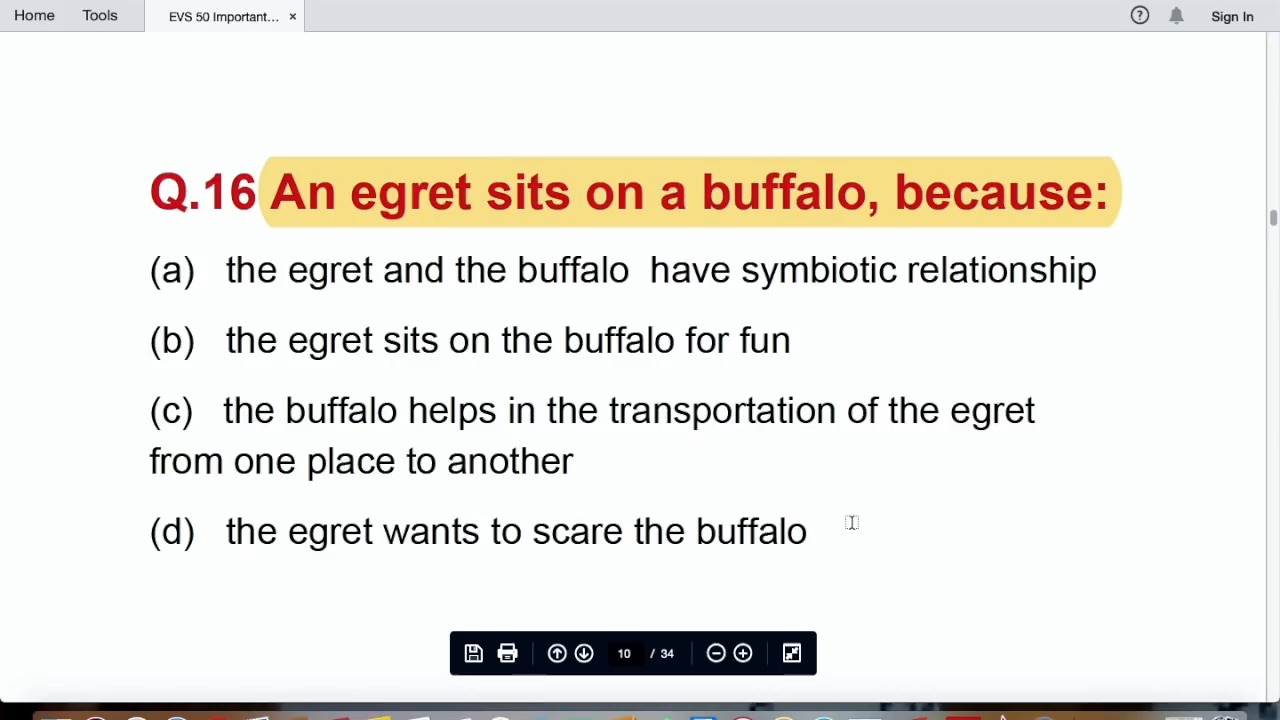 Home Tools EVS 50 Important... × Sign In
Q.16 An egret sits on a buffalo, because:
(a) the egret and the buffalo have symbiotic relationship
(b) the egret sits on the buffalo for fun
(c) the buffalo helps in the transportation of the egret
from one place to another
(d) the egret wants to scare the buffalo
10 / 34